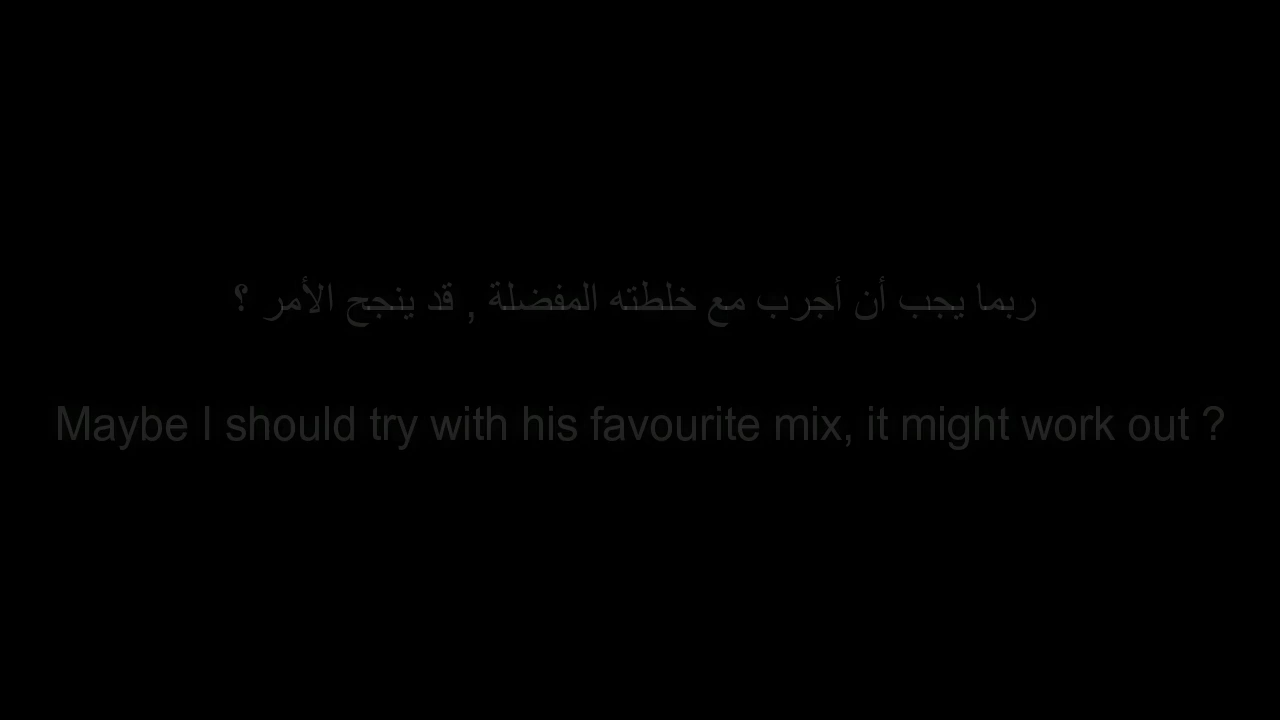 ربما يجب أن أجرب مع خلطته المفضلة , قد ينجح الأمر ؟
Maybe I should try with his favourite mix, it might work out ?